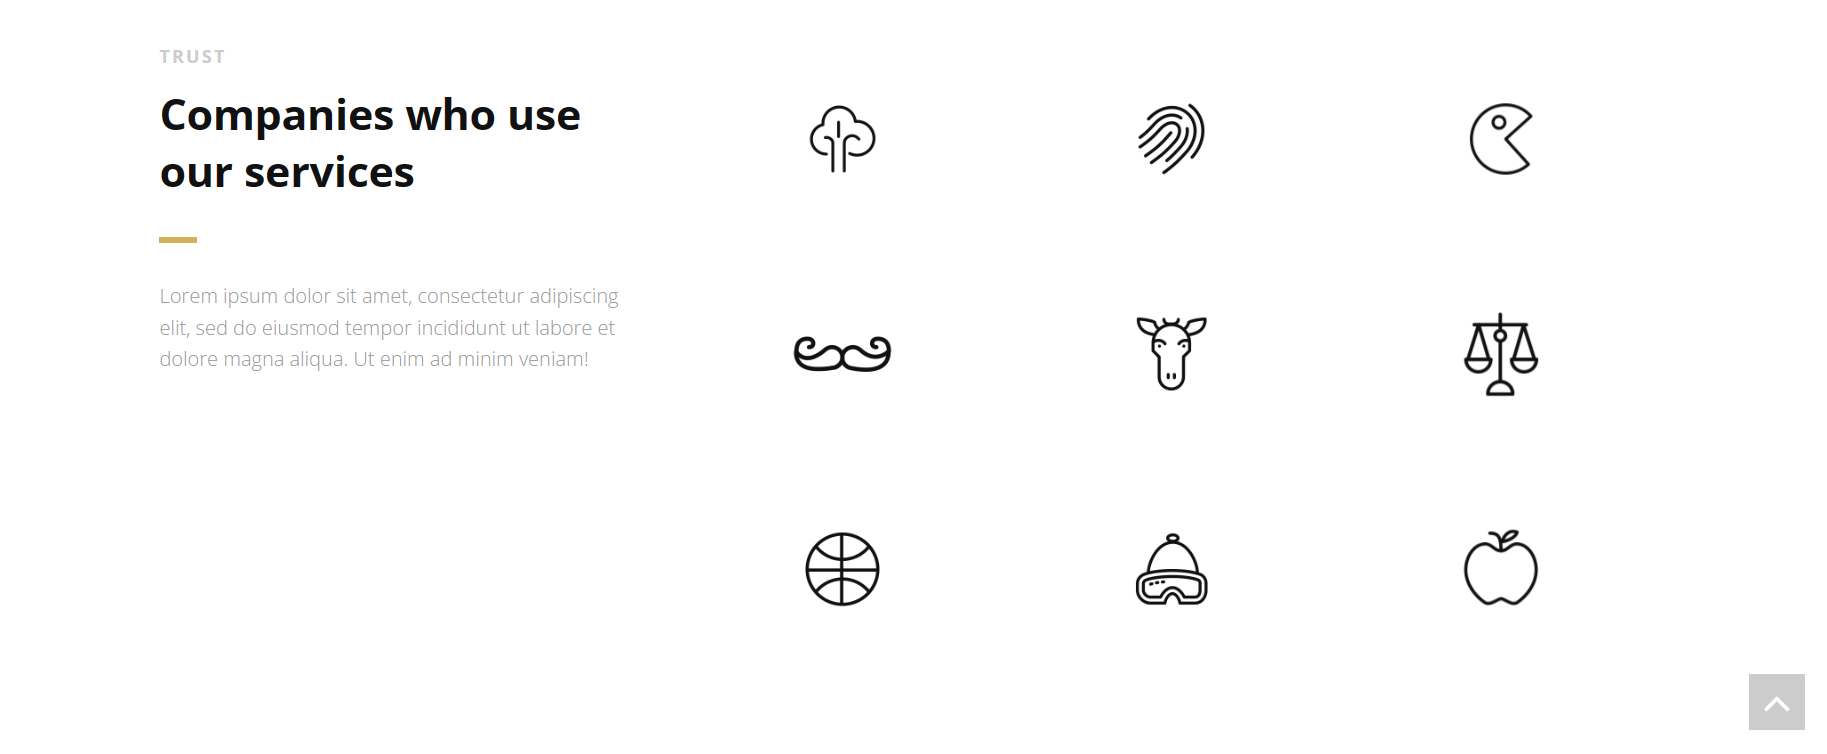 TRUST
Companies who use
our services
Lorem ipsum dolor sit amet, consectetur adipiscing
elit, sed do eiusmod tempor incididunt ut labore et
dolore magna aliqua. Ut enim ad minim veniam!